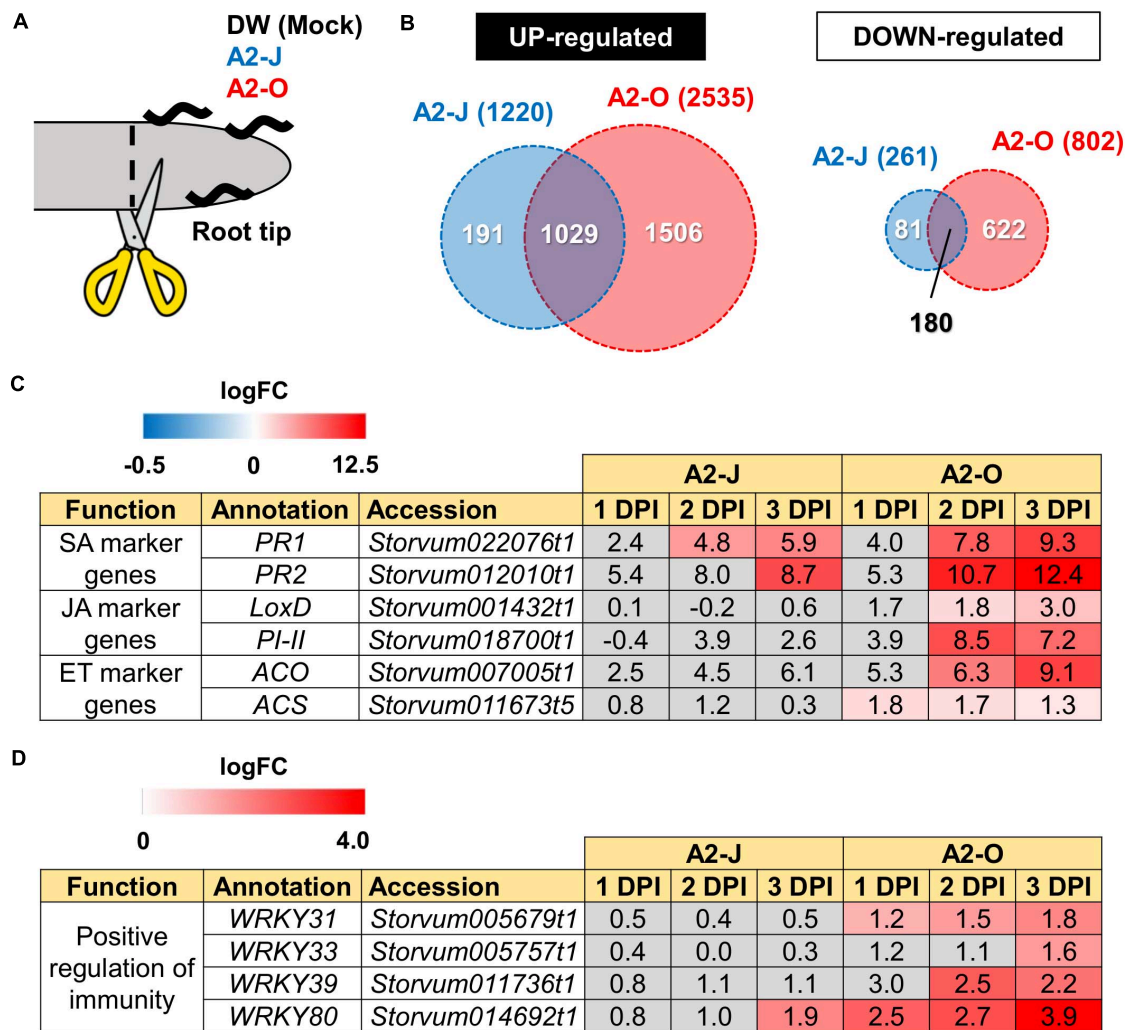 A
DW (Mock)
A2-J
A2-O
Root tip
B
UP-regulated
DOWN-regulated
A2-J (1220)
A2-O (2535)
191
1029
1506
A2-J (261)
A2-O (802)
81
622
180
C
logFC
-0.5 0 12.5
A2-J A2-O
Function Annotation Accession 1 DPI 2 DPI 3 DPI 1 DPI 2 DPI 3 DPI
SA marker genes PR1 Storvum022076t1 2.4 4.8 5.9 4.0 7.8 9.3
PR2 Storvum012010t1 5.4 8.0 8.7 5.3 10.7 12.4
JA marker genes LoxD Storvum001432t1 0.1 -0.2 0.6 1.7 1.8 3.0
PI-II Storvum018700t1 -0.4 3.9 2.6 3.9 8.5 7.2
ET marker genes ACO Storvum007005t1 2.5 4.5 6.1 5.3 6.3 9.1
ACS Storvum011673t5 0.8 1.2 0.3 1.8 1.7 1.3
D
logFC
0 4.0
A2-J A2-O
Function Annotation Accession 1 DPI 2 DPI 3 DPI 1 DPI 2 DPI 3 DPI
Positive regulation of immunity WRKY31 Storvum005679t1 0.5 0.4 0.5 1.2 1.5 1.8
WRKY33 Storvum005757t1 0.4 0.0 0.3 1.2 1.1 1.6
WRKY39 Storvum011736t1 0.8 1.1 1.1 3.0 2.5 2.2
WRKY80 Storvum014692t1 0.8 1.0 1.9 2.5 2.7 3.9